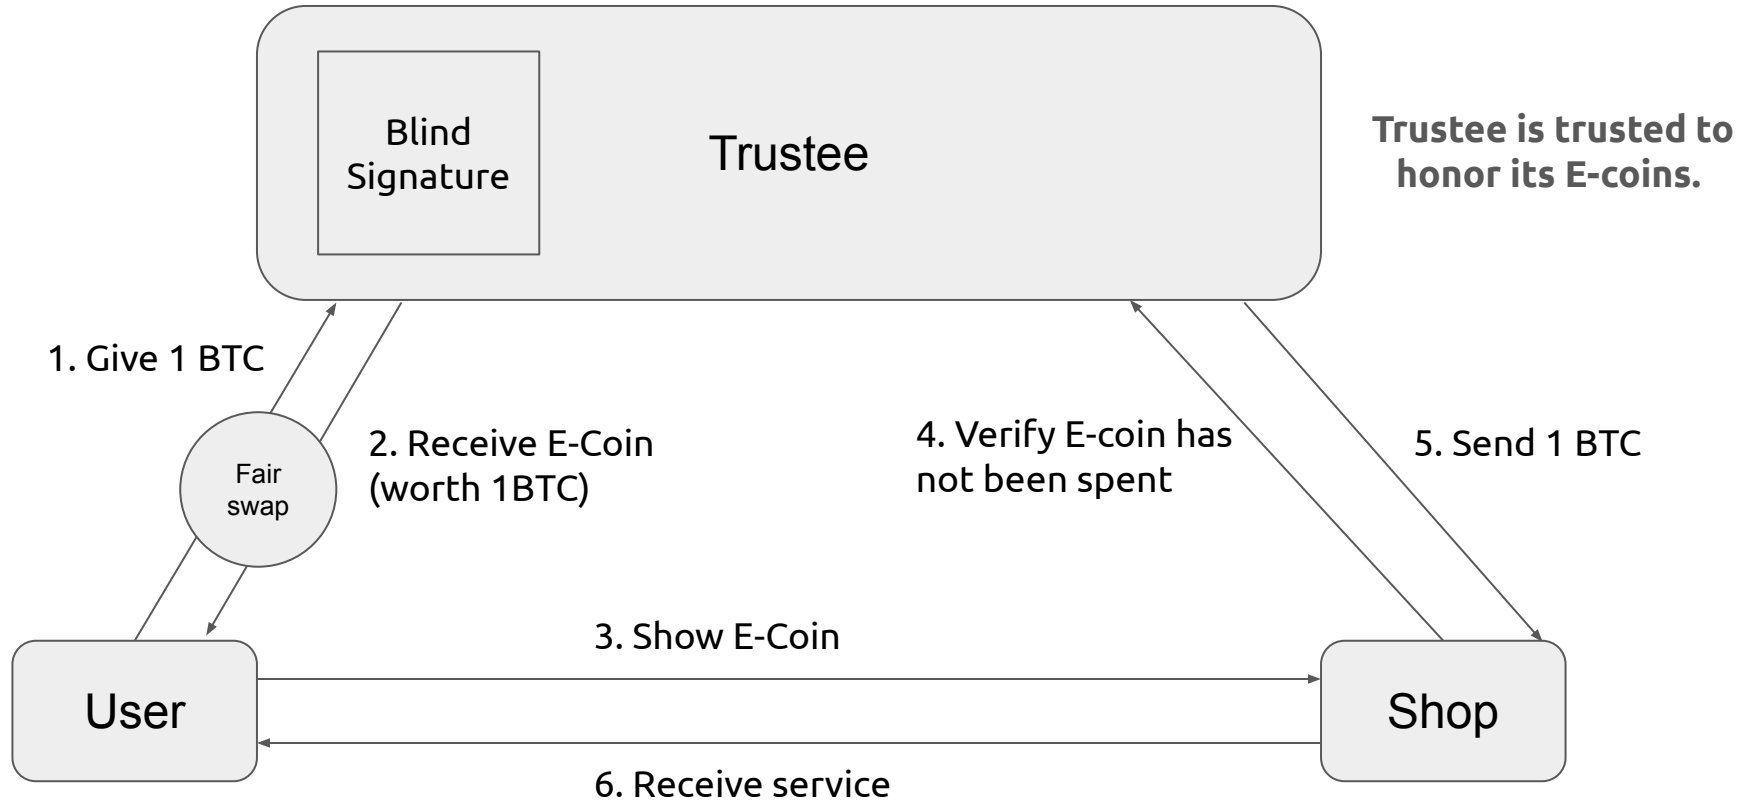 Blind
Signature
Trustee
Trustee is trusted to
honor its E-coins.
1. Give 1 BTC
2. Receive E-Coin
(worth 1BTC)
Fair
swap
4. Verify E-coin has
not been spent
5. Send 1 BTC
3. Show E-Coin
User
Shop
6. Receive service